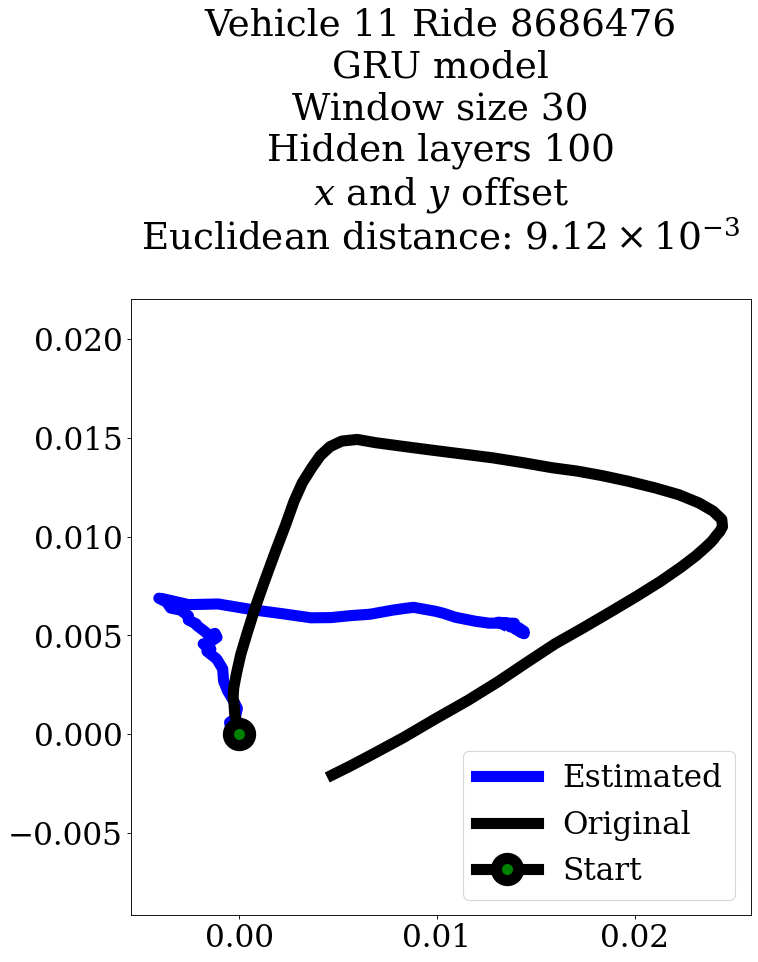 Vehicle 11 Ride 8686476
GRU model
Window size 30
Hidden layers 100
x and y offset
Euclidean distance: 9.12 × 10⁻³
0.020
0.015
0.010
0.005
0.000
−0.005
Estimated
Original
Start
0.00 0.01 0.02